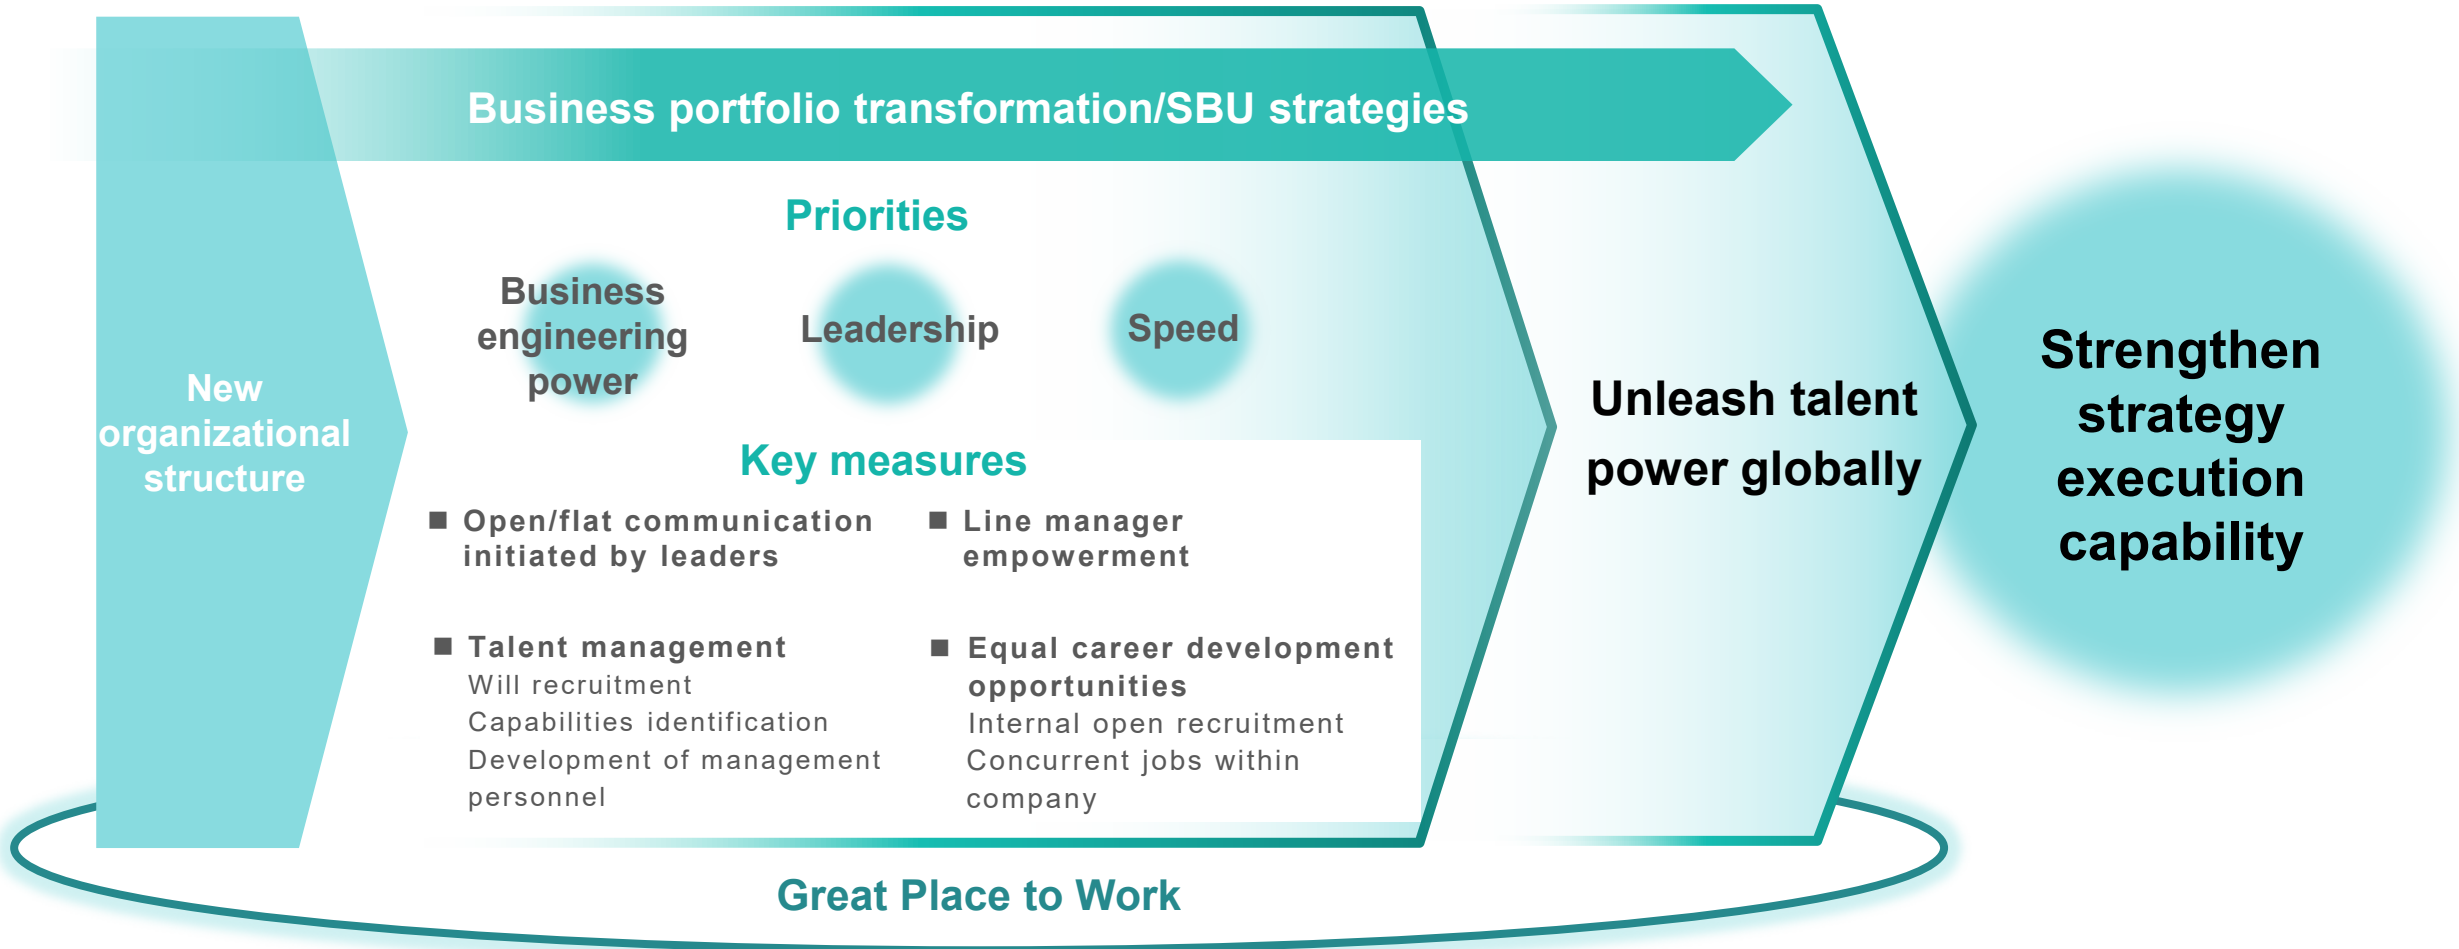 Business portfolio transformation/SBU strategies
New
organizational
structure
Priorities
Business
engineering
power
Leadership
Speed
Key measures
■ Open/flat communication
initiated by leaders
■ Line manager
empowerment
■ Talent management
Will recruitment
Capabilities identification
Development of management
personnel
■ Equal career development
opportunities
Internal open recruitment
Concurrent jobs within
company
Unleash talent
power globally
Strengthen
strategy
execution
capability
Great Place to Work